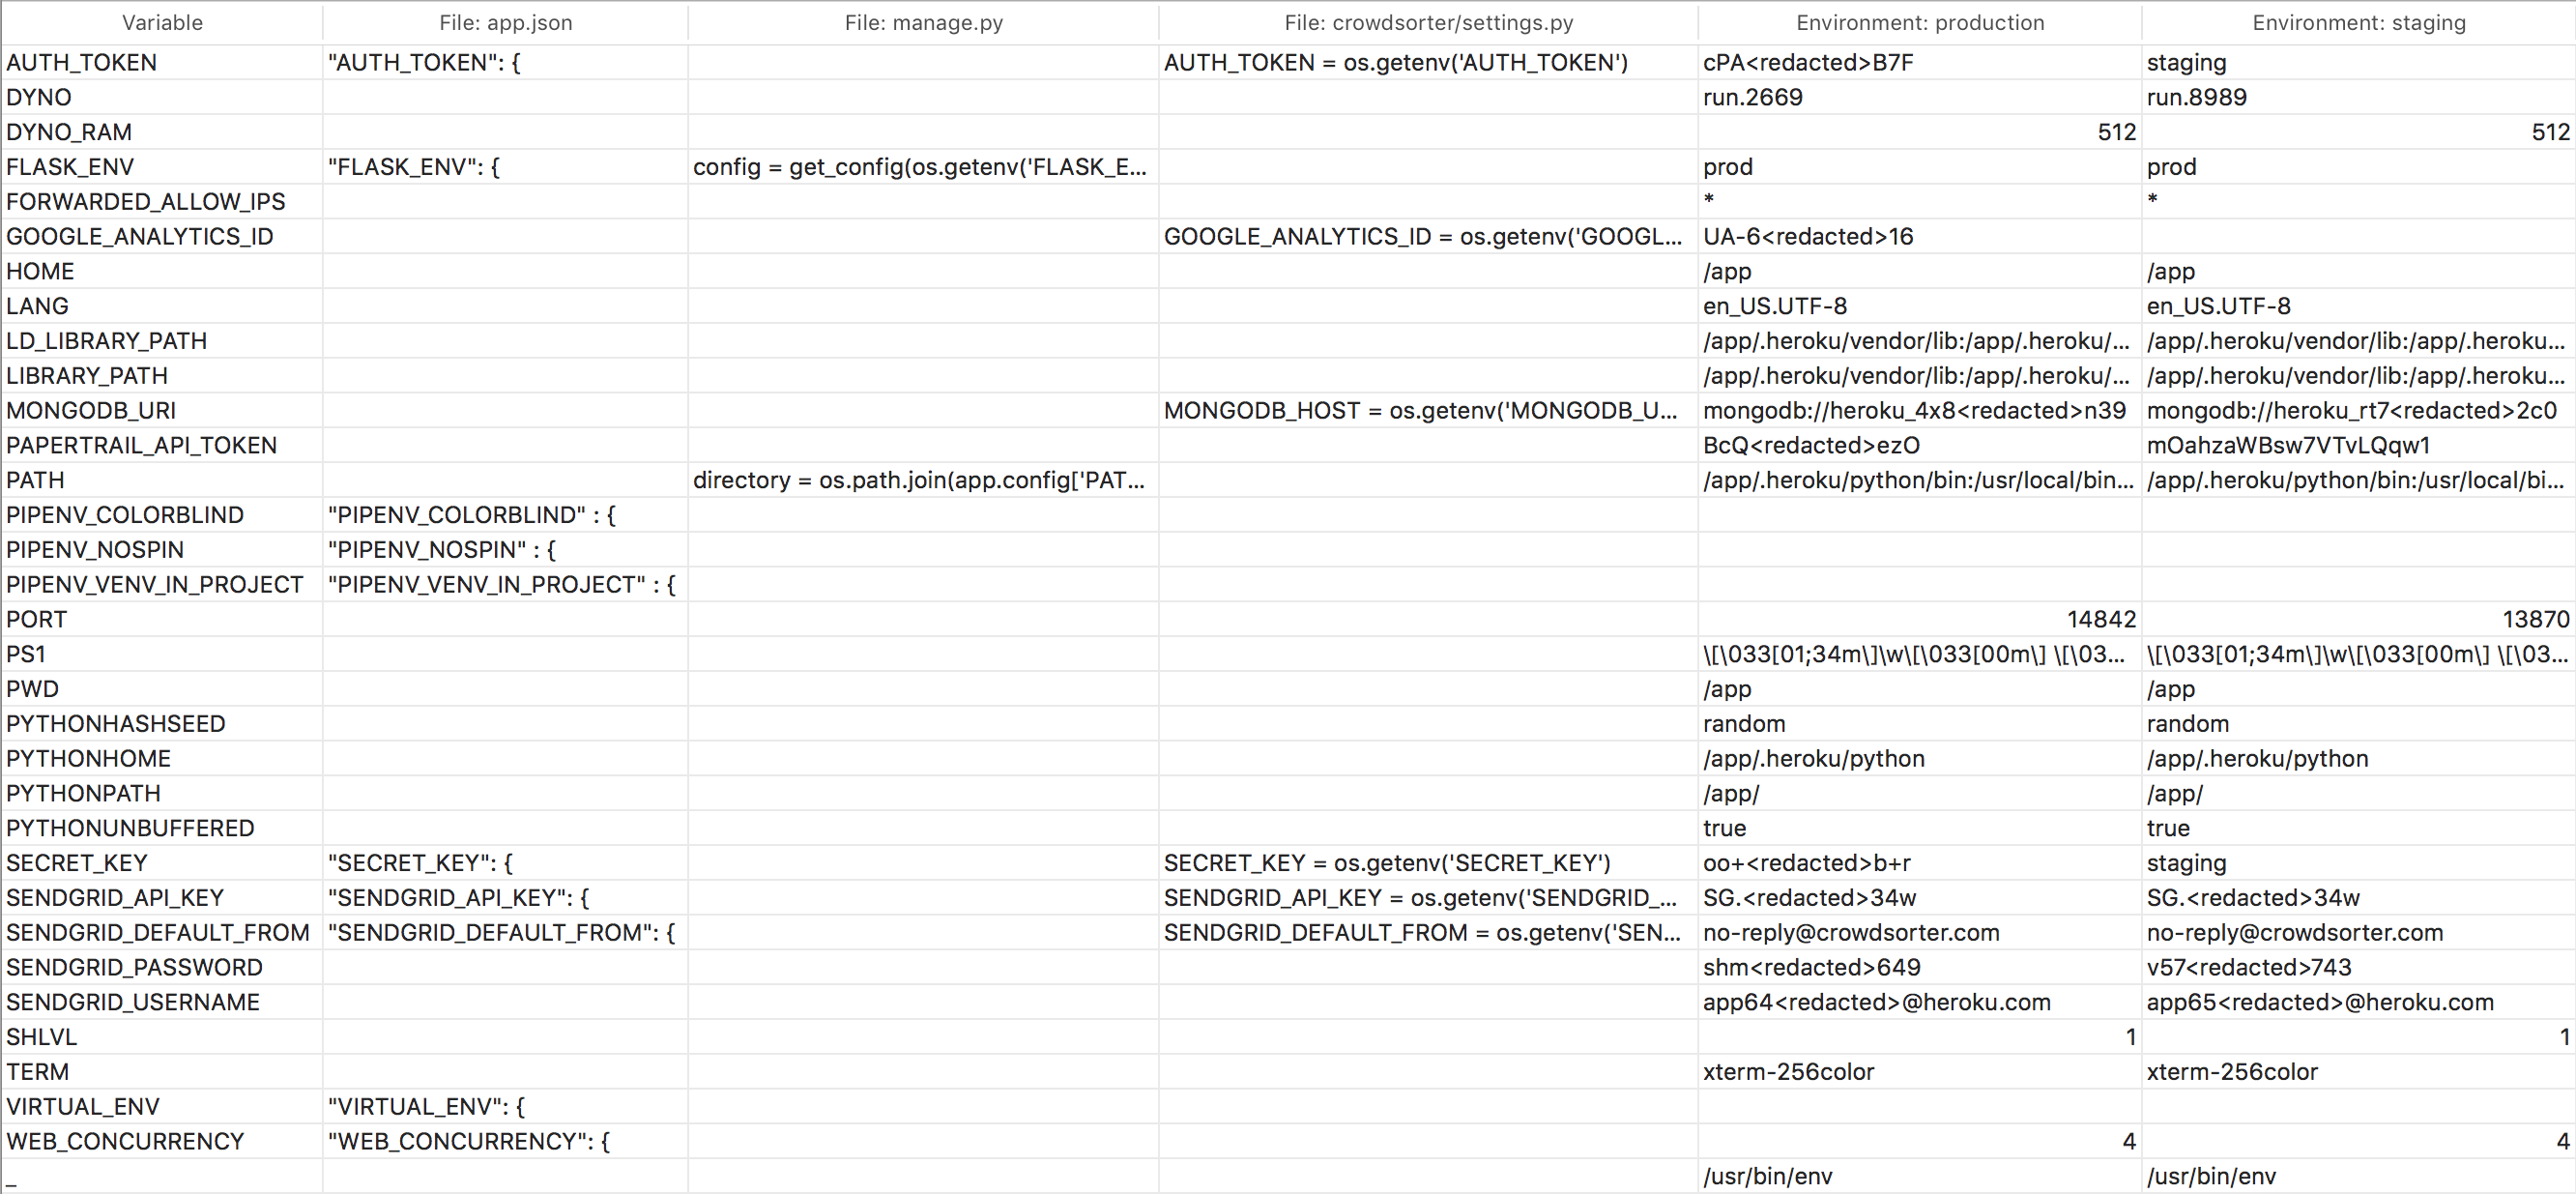 Variable File: app.json File: manage.py File: crowdsorter/settings.py Environment: production Environment: staging
AUTH_TOKEN "AUTH_TOKEN": { AUTH_TOKEN = os.getenv('AUTH_TOKEN') cPA<redacted>B7F staging
DYNO run.2669 run.8989
DYNO_RAM 512 512
FLASK_ENV "FLASK_ENV": { config = get_config(os.getenv('FLASK_E... prod prod
FORWARDED_ALLOW_IPS * *
GOOGLE_ANALYTICS_ID GOOGLE_ANALYTICS_ID = os.getenv('GOOGL... UA-6<redacted>16
HOME /app /app
LANG en_US.UTF-8 en_US.UTF-8
LD_LIBRARY_PATH /app/.heroku/vendor/lib:/app/.heroku/... /app/.heroku/vendor/lib:/app/.heroku...
LIBRARY_PATH /app/.heroku/vendor/lib:/app/.heroku/... /app/.heroku/vendor/lib:/app/.heroku...
MONGODB_URI MONGODB_HOST = os.getenv('MONGODB_U... mongodb://heroku_4x8<redacted>n39 mongodb://heroku_rt7<redacted>2c0
PAPERTRAIL_API_TOKEN BcQ<redacted>ezO mOahzaWBsw7VTvLQqw1
PATH directory = os.path.join(app.config['PAT... /app/.heroku/python/bin:/usr/local/bin... /app/.heroku/python/bin:/usr/local/bi...
PIPENV_COLORBLIND "PIPENV_COLORBLIND" : {
PIPENV_NOSPIN "PIPENV_NOSPIN" : {
PIPENV_VENV_IN_PROJECT "PIPENV_VENV_IN_PROJECT" : {
PORT 14842 13870
PS1 \[\033[01;34m\]\w\[\033[00m\] \[\03... \[\033[01;34m\]\w\[\033[00m\] \[\03...
PWD /app /app
PYTHONHASHSEED random random
PYTHONHOME /app/.heroku/python /app/.heroku/python
PYTHONPATH /app/ /app/
PYTHONUNBUFFERED true true
SECRET_KEY "SECRET_KEY": { SECRET_KEY = os.getenv('SECRET_KEY') oo+<redacted>b+r staging
SENDGRID_API_KEY "SENDGRID_API_KEY": { SENDGRID_API_KEY = os.getenv('SENDGRID_... SG.<redacted>34w SG.<redacted>34w
SENDGRID_DEFAULT_FROM "SENDGRID_DEFAULT_FROM": { SENDGRID_DEFAULT_FROM = os.getenv('SEN... no-reply@crowdsorter.com no-reply@crowdsorter.com
SENDGRID_PASSWORD shm<redacted>649 v57<redacted>743
SENDGRID_USERNAME app64<redacted>@heroku.com app65<redacted>@heroku.com
SHLVL 1 1
TERM xterm-256color xterm-256color
VIRTUAL_ENV "VIRTUAL_ENV": {
WEB_CONCURRENCY "WEB_CONCURRENCY": { 4 4
_ /usr/bin/env /usr/bin/env